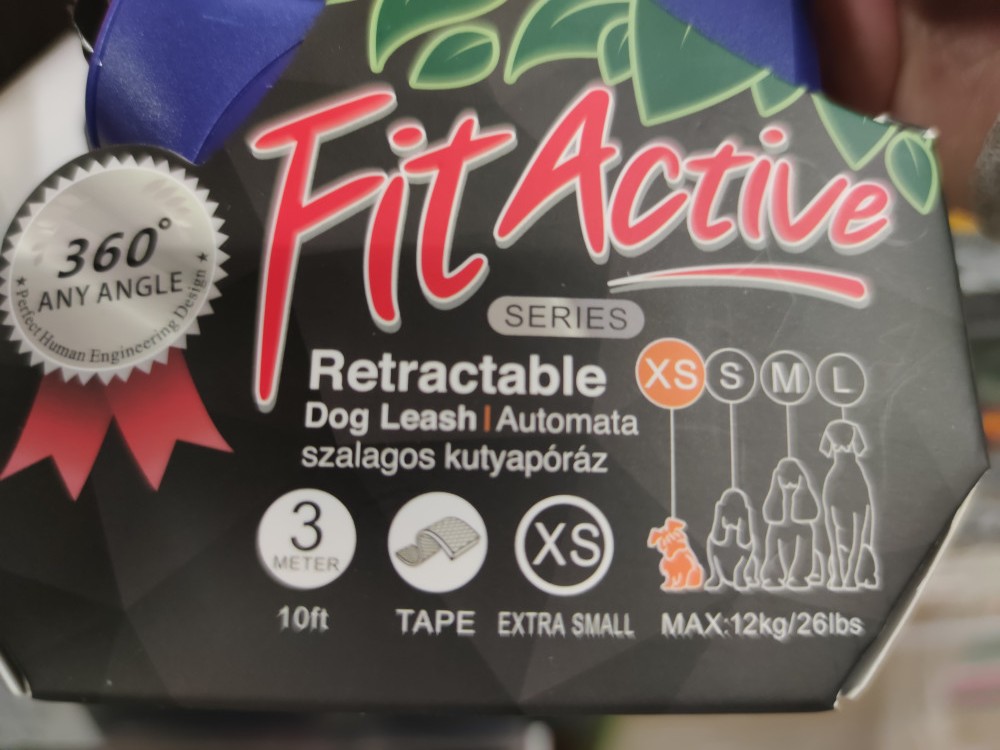 Fit Active
SERIES
360°
ANY ANGLE
★ Perfect Human Engineering Design ★
Retractable
Dog Leash | Automata
szalagos kutyapóráz
XS S M L
3
METER
10ft
TAPE
XS
EXTRA SMALL
MAX:12kg/26lbs